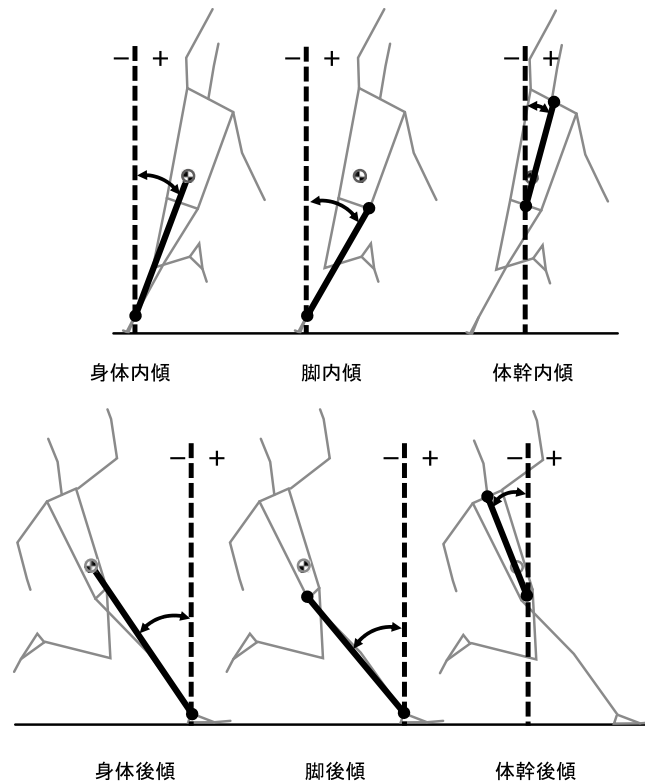 − + − + − +
身体内傾 脚内傾 体幹内傾
− + − + − +
身体後傾 脚後傾 体幹後傾